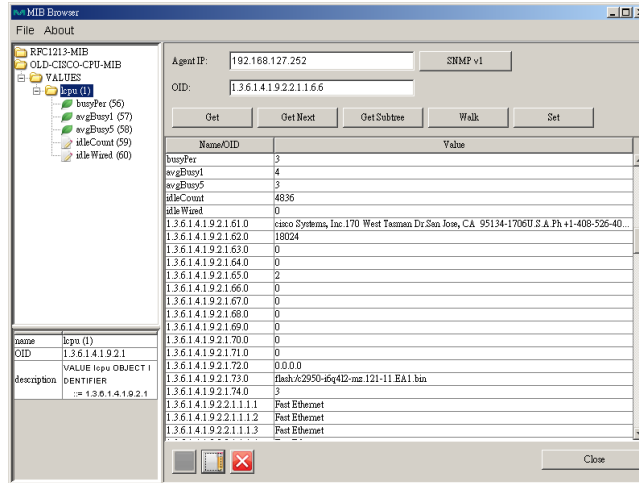 MIB Browser
File About
RFC1213-MIB
OLD-CISCO-CPU-MIB
VALUES
lcpu (1)
busyPer (56)
avgBusy1 (57)
avgBusy5 (58)
idleCount (59)
idleWired (60)
name lcpu (1)
OID 1.3.6.1.4.1.9.2.1
description VALUE lcpu OBJECT I
DENTIFIER
::= 1.3.6.1.4.1.9.2.1
Agent IP: 192.168.127.252 SNMP v1
OID: 1.3.6.1.4.1.9.2.2.1.1.6.6
Get Get Next Get Subtree Walk Set
Name/OID Value
busyPer 3
avgBusy1 4
avgBusy5 3
idleCount 4836
idleWired 0
1.3.6.1.4.1.9.2.1.61.0 cisco Systems, Inc.170 West Tasman Dr.San Jose, CA 95134-1706U.S.A.Ph +1-408-526-40...
1.3.6.1.4.1.9.2.1.62.0 18024
1.3.6.1.4.1.9.2.1.63.0 0
1.3.6.1.4.1.9.2.1.64.0 0
1.3.6.1.4.1.9.2.1.65.0 2
1.3.6.1.4.1.9.2.1.66.0 0
1.3.6.1.4.1.9.2.1.67.0 0
1.3.6.1.4.1.9.2.1.68.0 0
1.3.6.1.4.1.9.2.1.69.0 0
1.3.6.1.4.1.9.2.1.70.0 0
1.3.6.1.4.1.9.2.1.71.0 0
1.3.6.1.4.1.9.2.1.72.0 0.0.0.0
1.3.6.1.4.1.9.2.1.73.0 flash:/c2950-i6q4l2-mz.121-11.EA1.bin
1.3.6.1.4.1.9.2.1.74.0 3
1.3.6.1.4.1.9.2.2.1.1.1.1 Fast Ethernet
1.3.6.1.4.1.9.2.2.1.1.1.2 Fast Ethernet
1.3.6.1.4.1.9.2.2.1.1.1.3 Fast Ethernet
Close